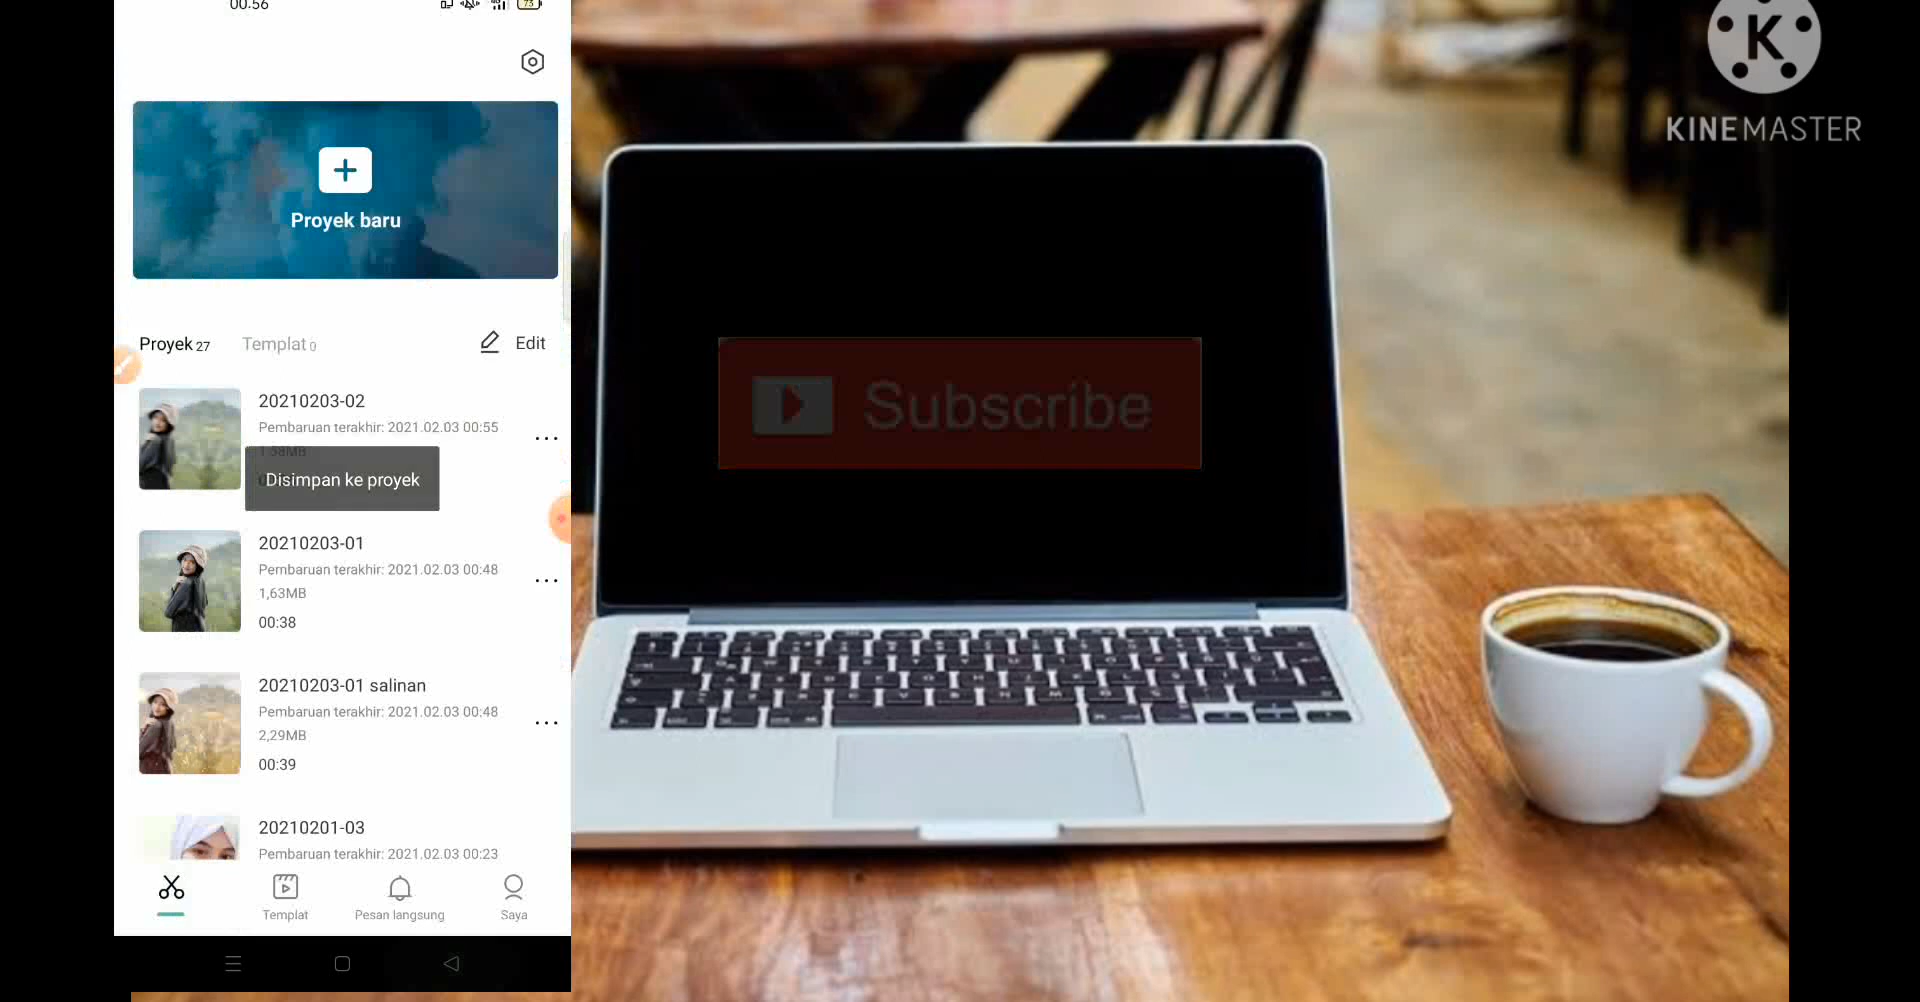 00:56
73
Proyek baru
Proyek 27
Templat 0
Edit
20210203-02
Pembaruan terakhir: 2021.02.03 00:55
1,58MB
Disimpan ke proyek
20210203-01
Pembaruan terakhir: 2021.02.03 00:48
1,63MB
00:38
20210203-01 salinan
Pembaruan terakhir: 2021.02.03 00:48
2,29MB
00:39
20210201-03
Pembaruan terakhir: 2021.02.03 00:23
Templat
Pesan langsung
Saya
Subscribe
K
KINEMASTER